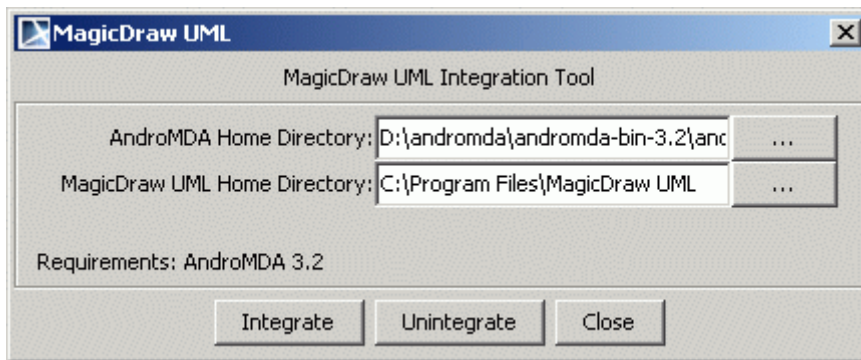 MagicDraw UML
MagicDraw UML Integration Tool
AndroMDA Home Directory: D:\andromda\andromda-bin-3.2\and ...
MagicDraw UML Home Directory: C:\Program Files\MagicDraw UML ...
Requirements: AndroMDA 3.2
Integrate Unintegrate Close